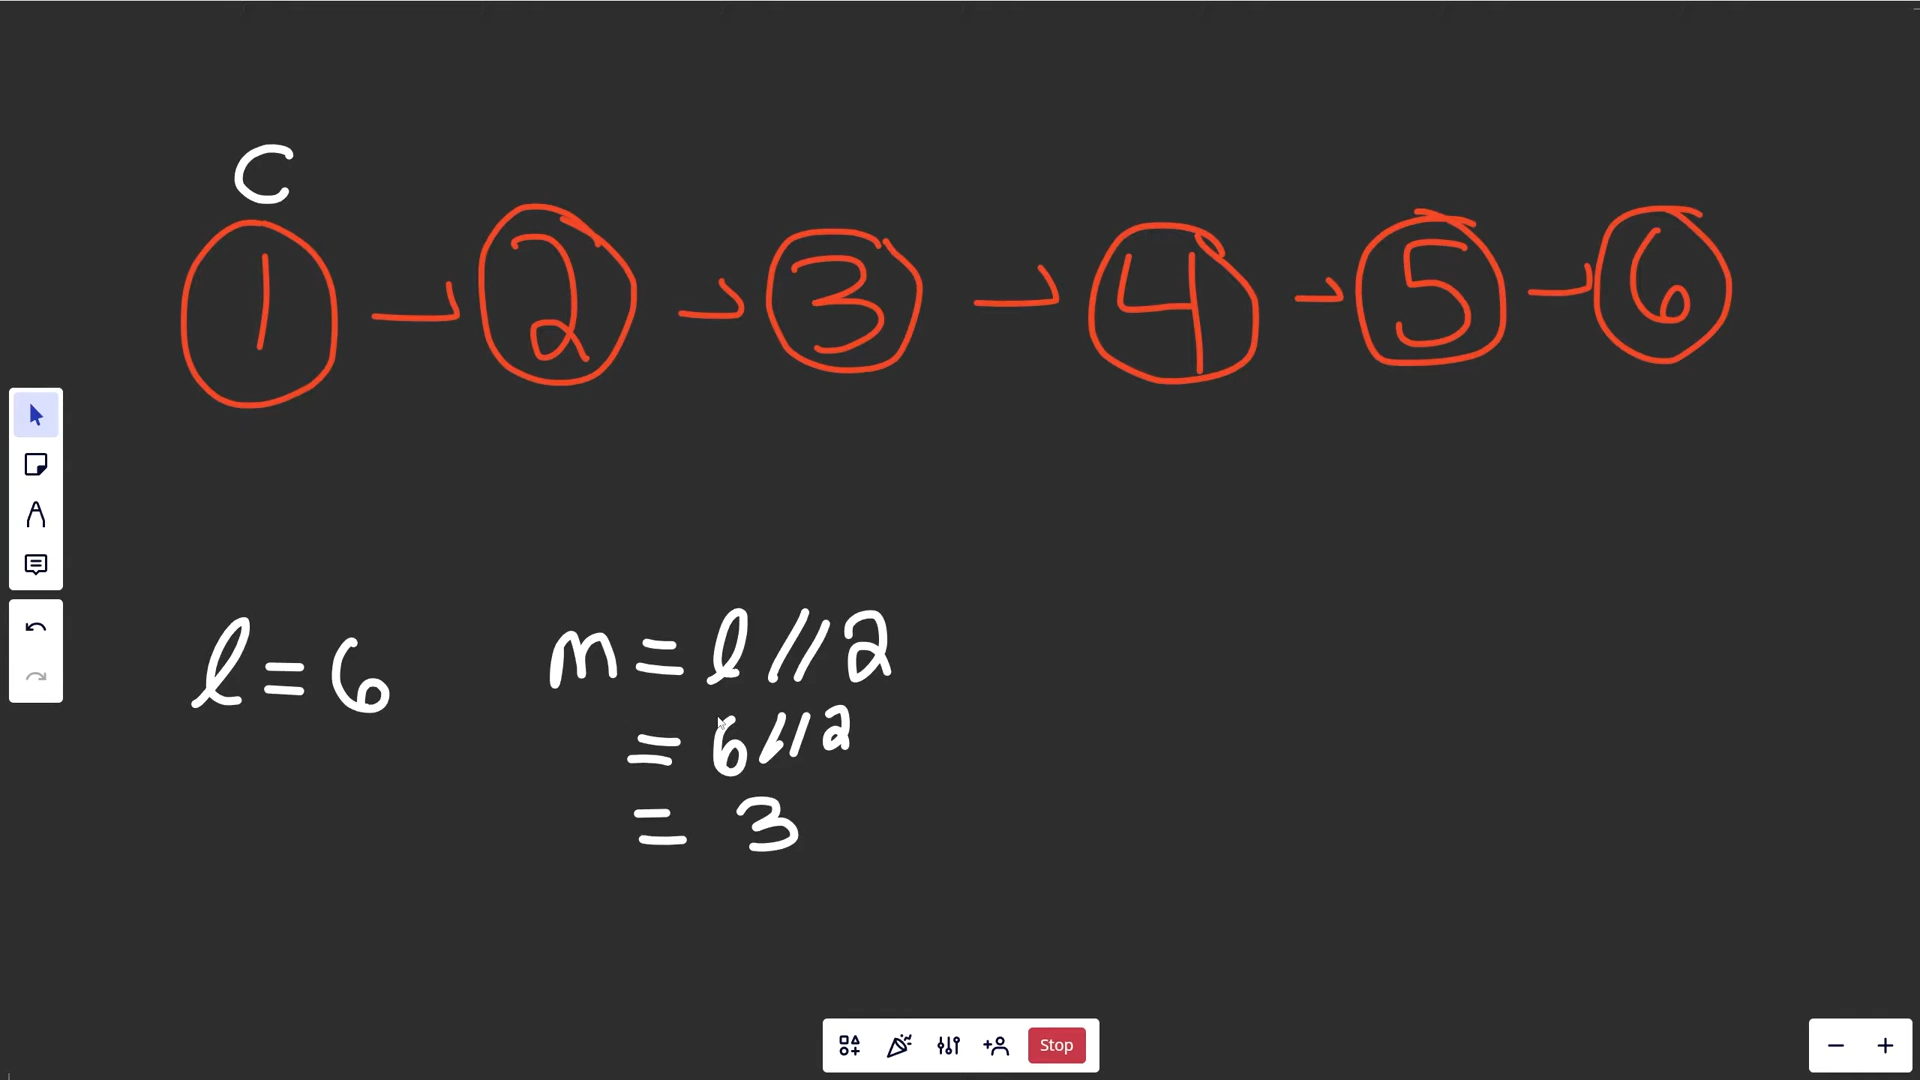 C
1 → 2 → 3 → 4 → 5 → 6
l = 6
m = l // 2
= 6 // 2
= 3
Stop